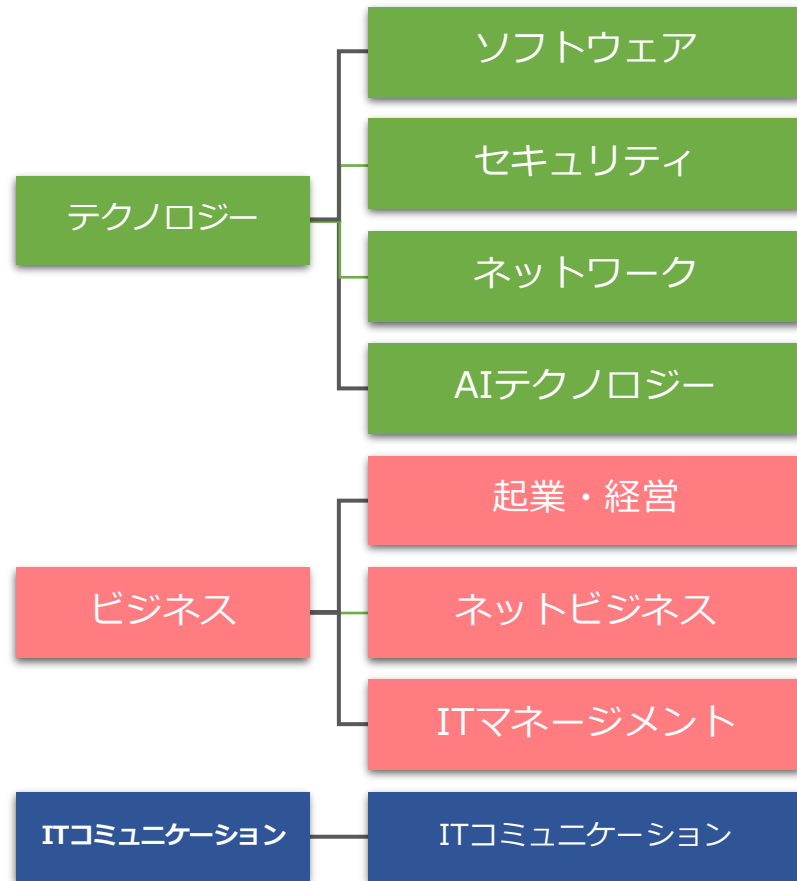 ソフトウェア
セキュリティ
テクノロジー
ネットワーク
AIテクノロジー
起業・経営
ビジネス
ネットビジネス
ITマネージメント
ITコミュニケーション
ITコミュニケーション